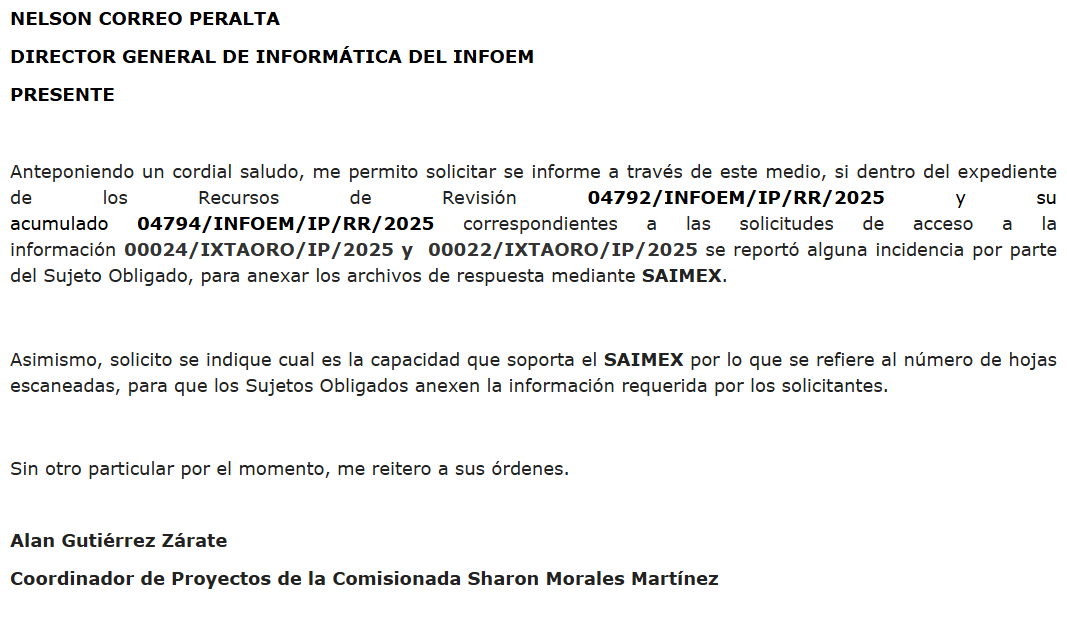 NELSON CORREO PERALTA
DIRECTOR GENERAL DE INFORMÁTICA DEL INFOEM
PRESENTE
Anteponiendo un cordial saludo, me permito solicitar se informe a través de este medio, si dentro del expediente
de los Recursos de Revisión 04792/INFOEM/IP/RR/2025 y su
acumulado 04794/INFOEM/IP/RR/2025 correspondientes a las solicitudes de acceso a la
información 00024/IXTAORO/IP/2025 y 00022/IXTAORO/IP/2025 se reportó alguna incidencia por parte
del Sujeto Obligado, para anexar los archivos de respuesta mediante SAIMEX.
Asimismo, solicito se indique cual es la capacidad que soporta el SAIMEX por lo que se refiere al número de hojas
escaneadas, para que los Sujetos Obligados anexen la información requerida por los solicitantes.
Sin otro particular por el momento, me reitero a sus órdenes.
Alan Gutiérrez Zárate
Coordinador de Proyectos de la Comisionada Sharon Morales Martínez